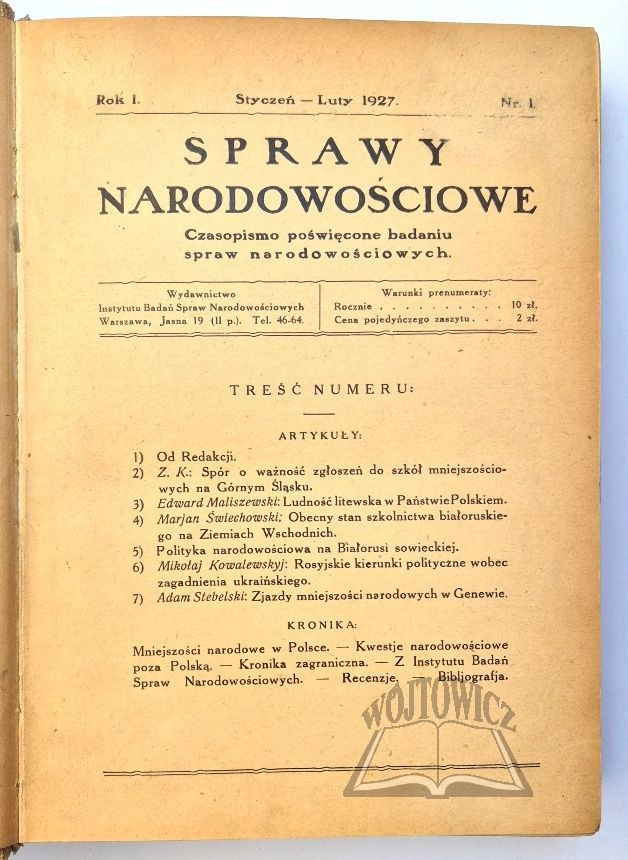 Rok I. Styczeń — Luty 1927. Nr. 1.
SPRAWY
NARODOWOŚCIOWE
Czasopismo poświęcone badaniu
spraw narodowościowych.
Wydawnictwo
Instytutu Badań Spraw Narodowościowych
Warszawa, Jasna 19 (II p.). Tel. 46-64.
Warunki prenumeraty:
Rocznie . . . . . . . . . . 10 zł.
Cena pojedyńczego zaszytu . . . 2 zł.
TREŚĆ NUMERU:
ARTYKUŁY:
1) Od Redakcji.
2) Z. K.: Spór o ważność zgłoszeń do szkół mniejszościo-
wych na Górnym Śląsku.
3) Edward Maliszewski: Ludność litewska w Państwie Polskiem.
4) Marjan Świechowski: Obecny stan szkolnictwa białoruskie-
go na Ziemiach Wschodnich.
5) Polityka narodowościowa na Białorusi sowieckiej.
6) Mikołaj Kowalewskyj: Rosyjskie kierunki polityczne wobec
zagadnienia ukraińskiego.
7) Adam Stebelski: Zjazdy mniejszości narodowych w Genewie.
KRONIKA:
Mniejszości narodowe w Polsce. — Kwestje narodowościowe
poza Polską. — Kronika zagraniczna. — Z Instytutu Badań
Spraw Narodowościowych. — Recenzje. — Bibljografja.
WÓJTOWICZ